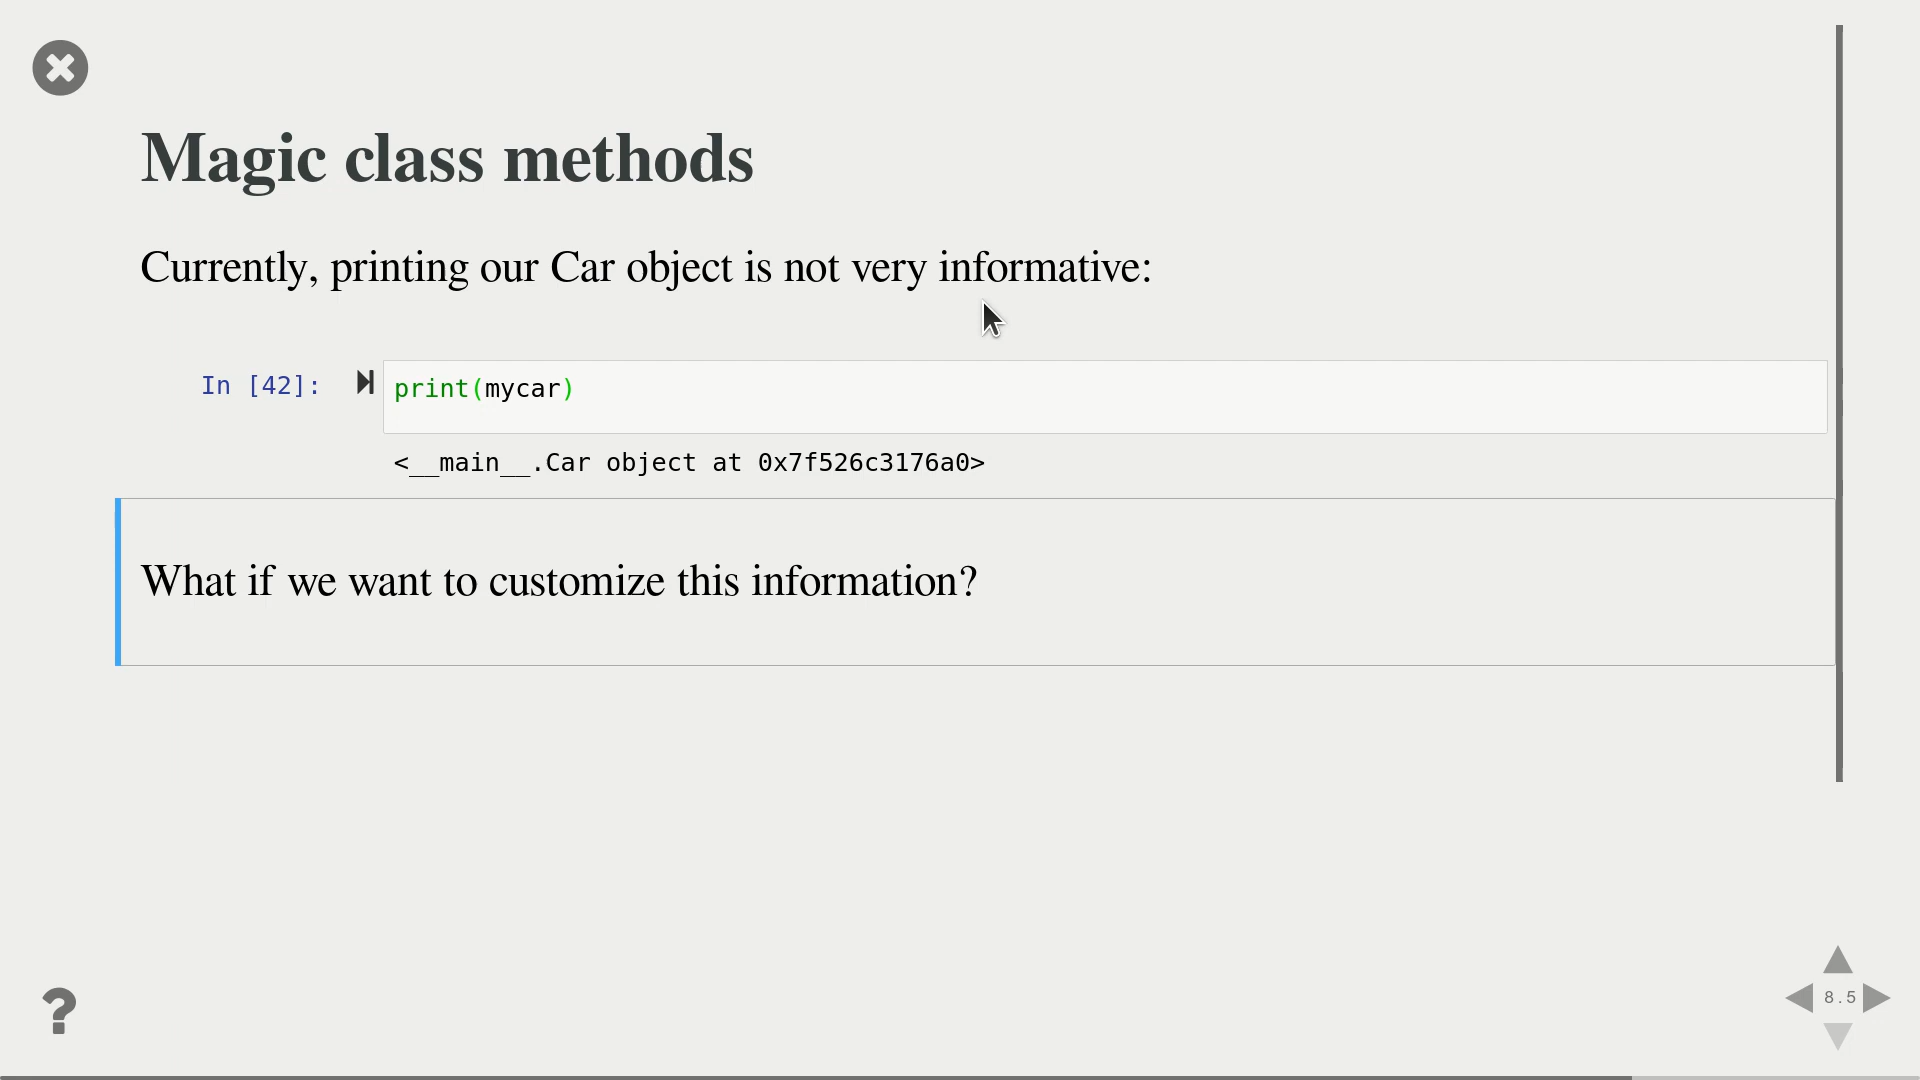 Magic class methods
Currently, printing our Car object is not very informative:
In [42]: print(mycar)
<__main__.Car object at 0x7f526c3176a0>
What if we want to customize this information?
?
8.5